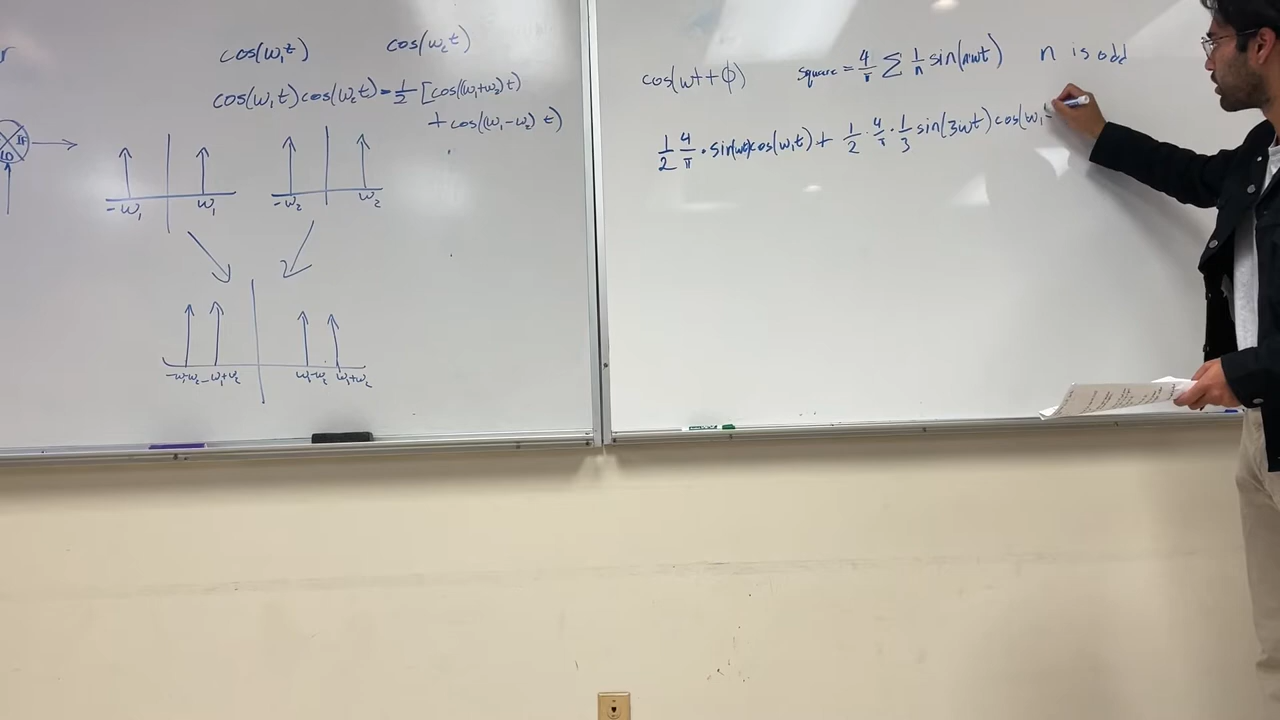 r
IF
LO
cos(ω₁t) cos(ω₂t)
cos(ω₁t)cos(ω₂t)=1/2 [cos((ω₁+ω₂)t)
+ cos((ω₁-ω₂) t)
-ω₁ ω₁ -ω₂ ω₂
-ω₁-ω₂ -ω₁+ω₂ ω₁-ω₂ ω₁+ω₂
cos(ωt+ϕ) square = 4/π Σ 1/n sin(nωt) n is odd
1/2 4/π · sin(ωt)cos(ω₁t) + 1/2 · 4/π · 1/3 sin(3ωt)cos(ω₁